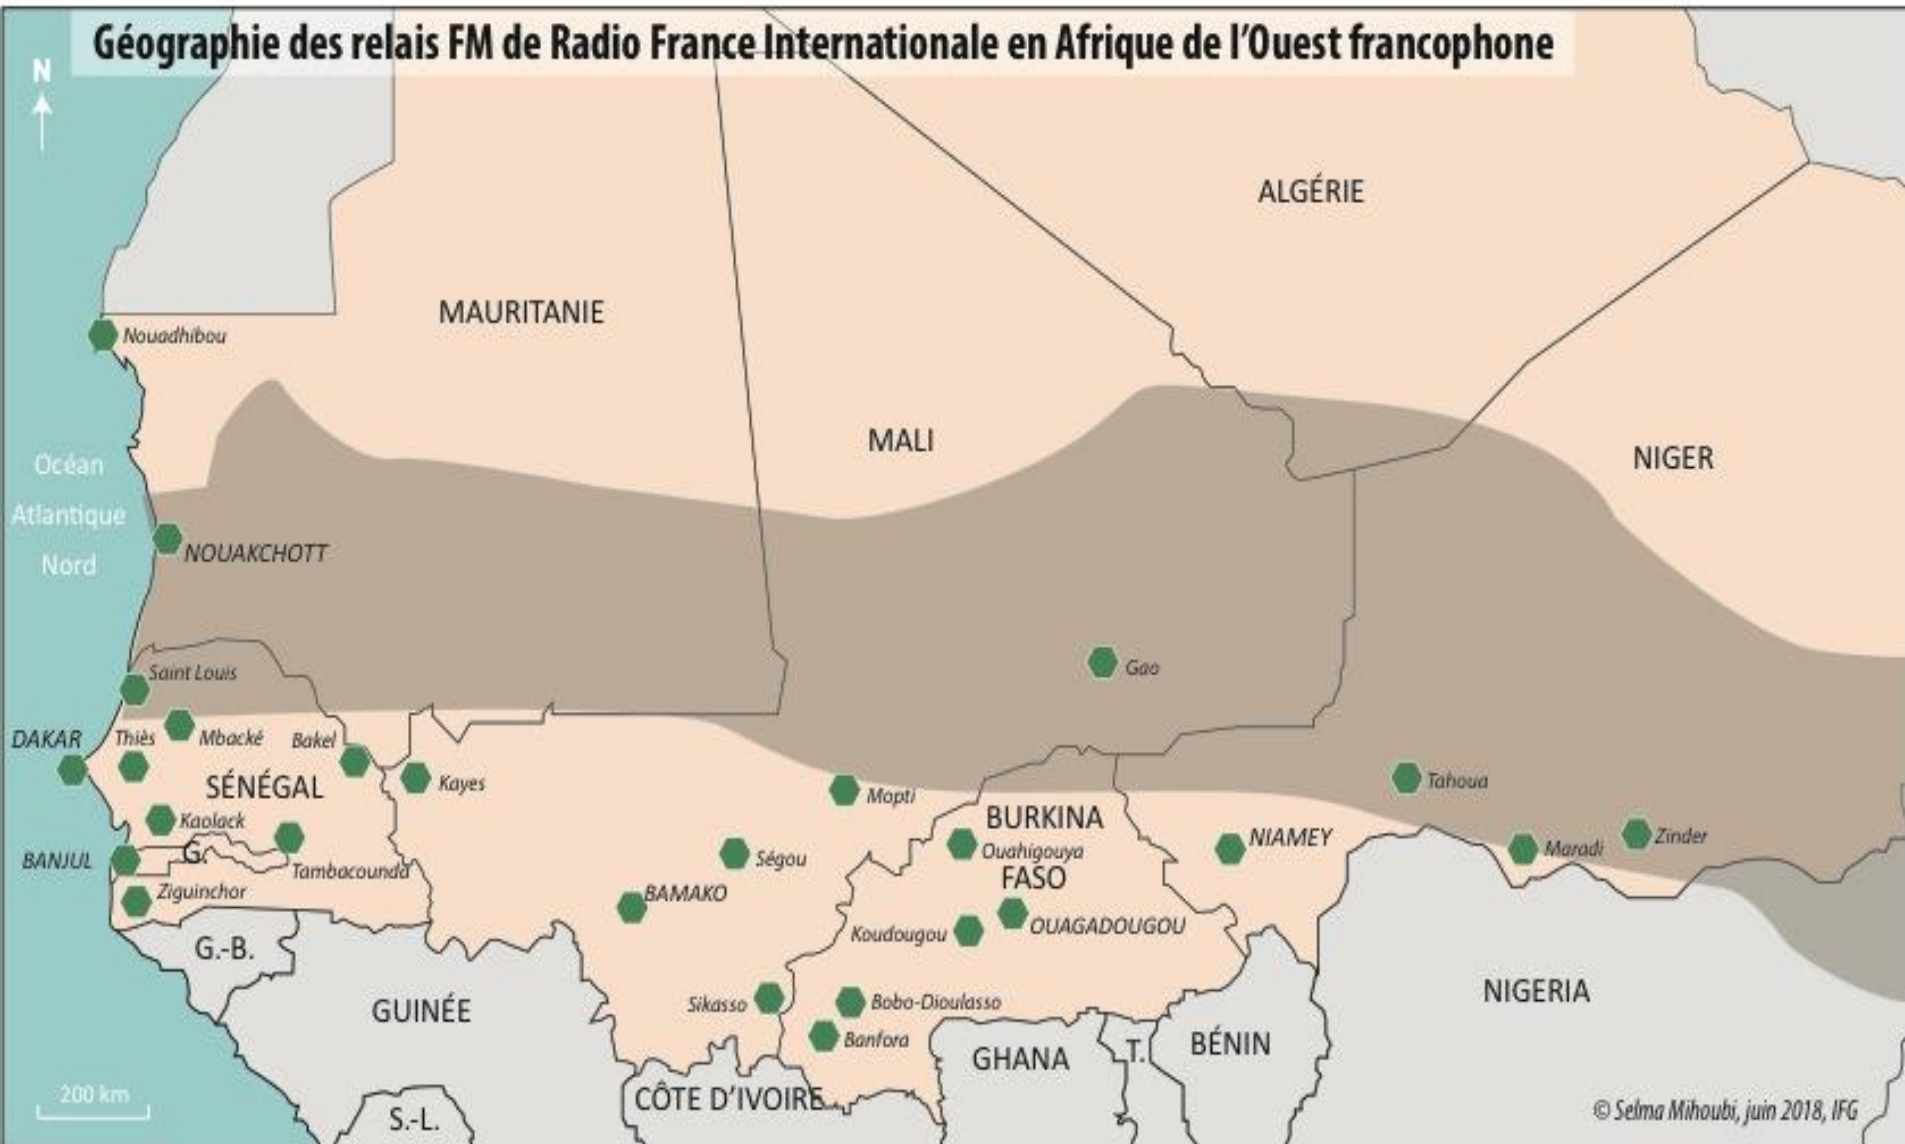 Géographie des relais FM de Radio France Internationale en Afrique de l'Ouest francophone
N
ALGÉRIE
MAURITANIE
Nouadhibou
MALI
NIGER
Océan
Atlantique
Nord
NOUAKCHOTT
Gao
Saint Louis
DAKAR
Thiès
Mbacké
Bakel
SÉNÉGAL
Kayes
Mopti
Tahoua
Kaolack
BURKINA
FASO
Ouahigouya
NIAMEY
Maradi
Zinder
BANJUL
G.
Tambacounda
Ségou
Ziguinchor
BAMAKO
Koudougou
OUAGADOUGOU
G.-B.
GUINÉE
Sikasso
Bobo-Dioulasso
Banfora
NIGERIA
GHANA
T.
BÉNIN
CÔTE D'IVOIRE
S.-L.
200 km
© Selma Mihoubi, juin 2018, IFG